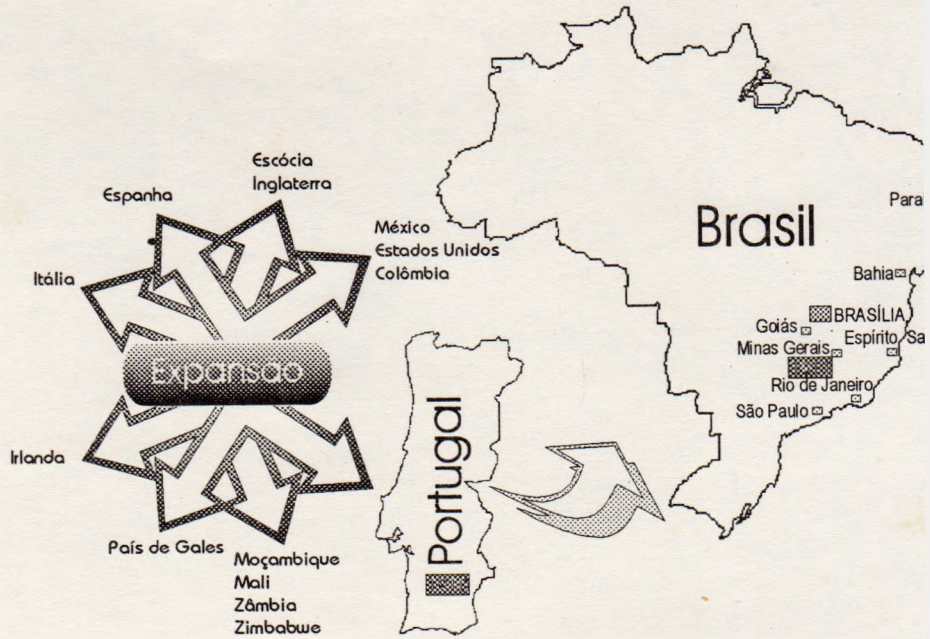 Escócia
Inglaterra
Espanha
México
Estados Unidos
Colômbia
Itália
Expansão
Irlanda
País de Gales
Moçambique
Mali
Zâmbia
Zimbabwe
Portugal
Brasil
Para
Bahia
BRASÍLIA
Goiás
Espírito Sa
Minas Gerais
Rio de Janeiro
São Paulo